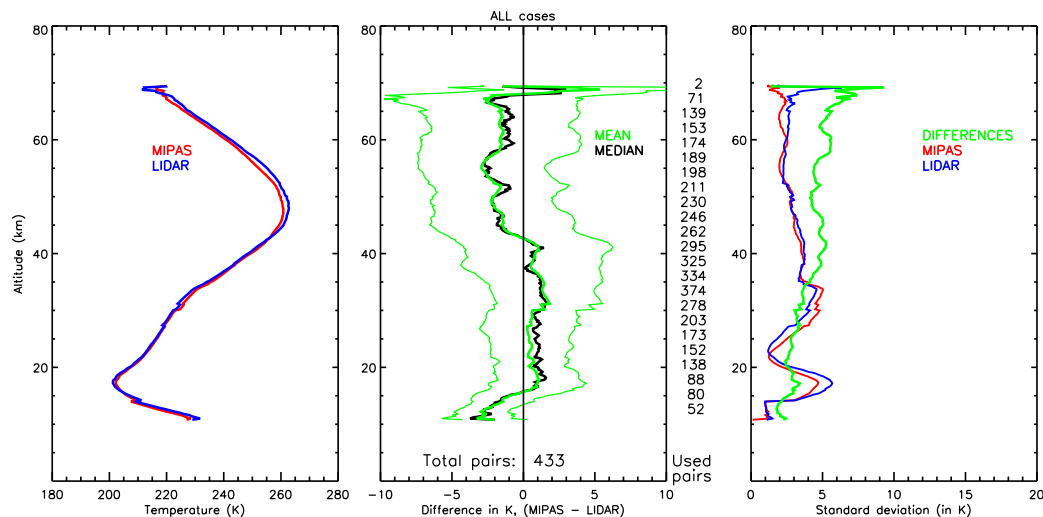 ALL cases
80
60
40
20
Altitude (km)
MIPAS
LIDAR
180 200 220 240 260 280
Temperature (K)
80
60
40
20
MEAN
MEDIAN
Total pairs: 433
-10 -5 0 5 10
Difference in K, (MIPAS - LIDAR)
2
71
139
153
174
189
198
211
230
246
262
295
325
334
374
278
203
173
152
138
88
80
52
Used
pairs
80
60
40
20
DIFFERENCES
MIPAS
LIDAR
0 5 10 15 20
Standard deviation (in K)